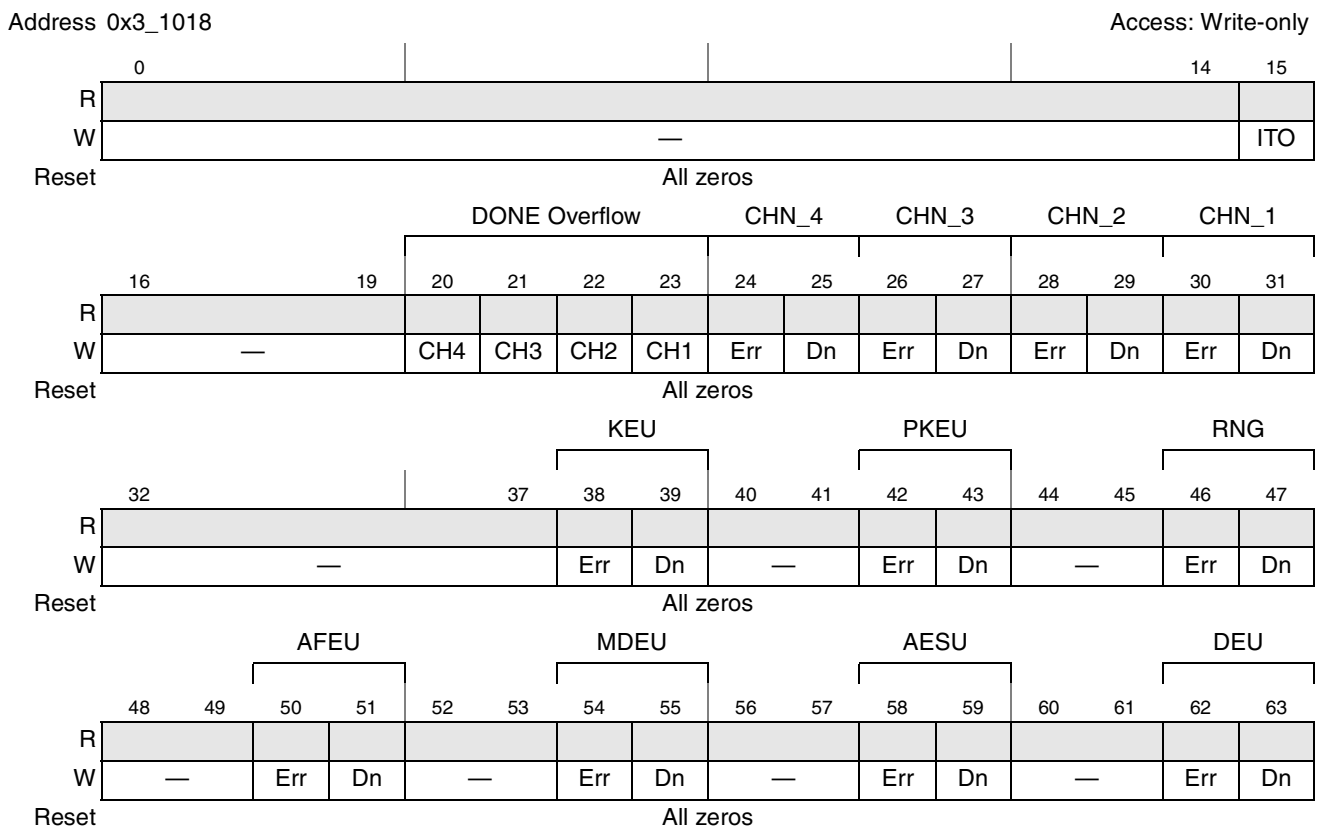 Address 0x3_1018 Access: Write-only
0 14 15
R
W — ITO
Reset All zeros
DONE Overflow CHN_4 CHN_3 CHN_2 CHN_1
16 19 20 21 22 23 24 25 26 27 28 29 30 31
R
W — CH4 CH3 CH2 CH1 Err Dn Err Dn Err Dn Err Dn
Reset All zeros
KEU PKEU RNG
32 37 38 39 40 41 42 43 44 45 46 47
R
W — Err Dn — Err Dn — Err Dn
Reset All zeros
AFEU MDEU AESU DEU
48 49 50 51 52 53 54 55 56 57 58 59 60 61 62 63
R
W — Err Dn — Err Dn — Err Dn — Err Dn
Reset All zeros